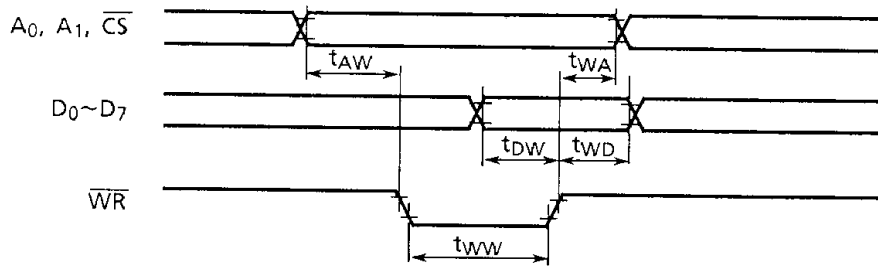 A0, A1, CS
tAW
tWA
D0~D7
tDW
tWD
WR
tWW